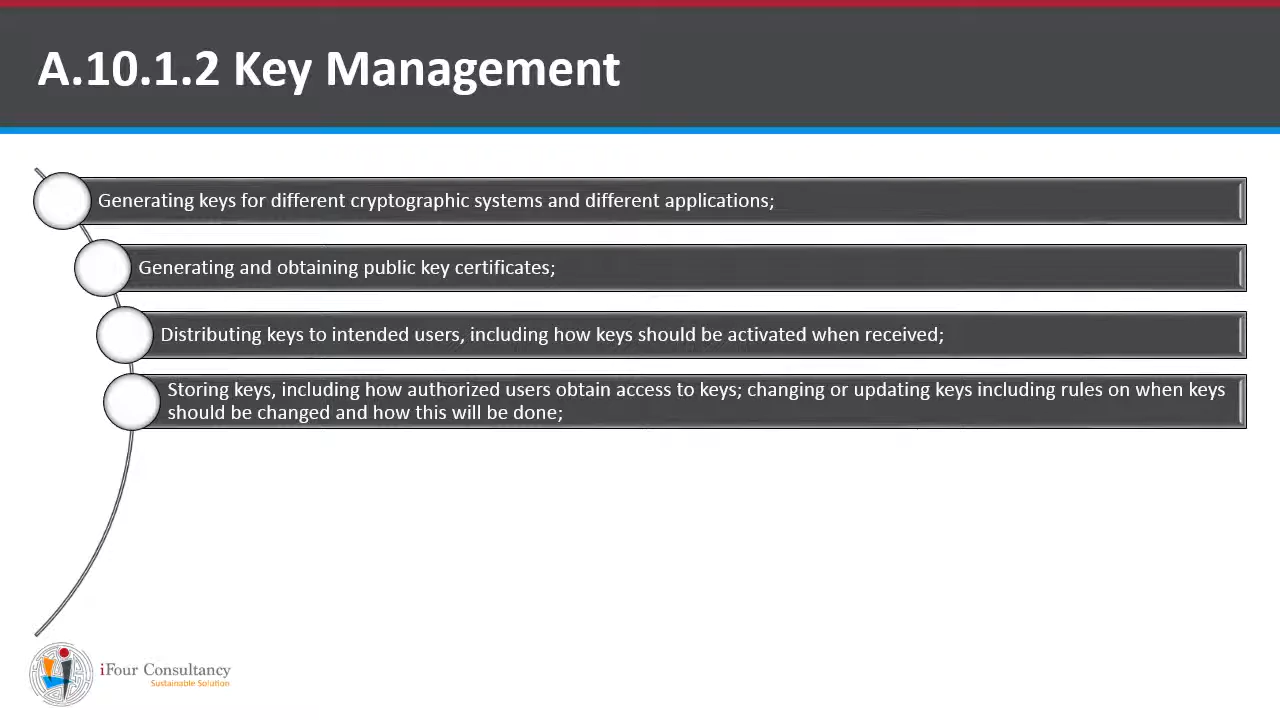 A.10.1.2 Key Management
Generating keys for different cryptographic systems and different applications;
Generating and obtaining public key certificates;
Distributing keys to intended users, including how keys should be activated when received;
Storing keys, including how authorized users obtain access to keys; changing or updating keys including rules on when keys
should be changed and how this will be done;
iFour Consultancy
Sustainable Solution